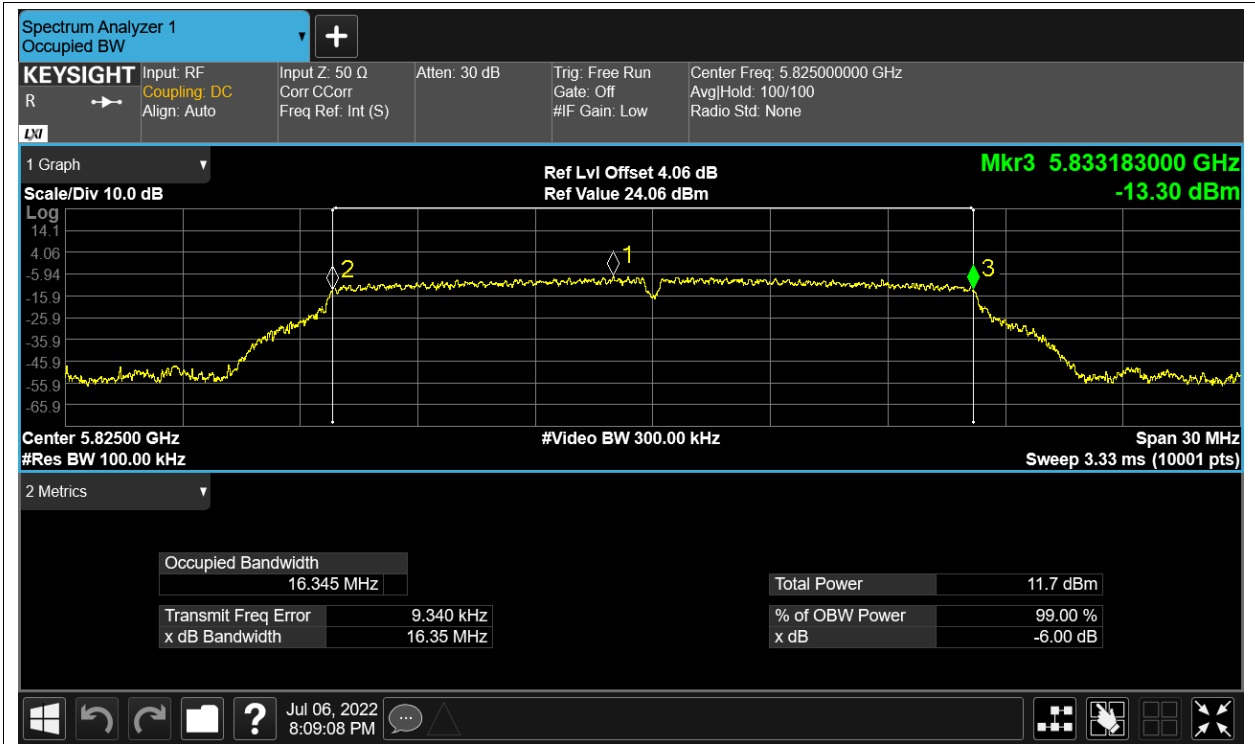 Spectrum Analyzer 1
Occupied BW
KEYSIGHT
R
LXI
Input: RF
Coupling: DC
Align: Auto
Input Z: 50 Ω
Corr CCorr
Freq Ref: Int (S)
Atten: 30 dB
Trig: Free Run
Gate: Off
#IF Gain: Low
Center Freq: 5.825000000 GHz
Avg|Hold: 100/100
Radio Std: None
1 Graph
Scale/Div 10.0 dB
Ref Lvl Offset 4.06 dB
Ref Value 24.06 dBm
Mkr3 5.833183000 GHz
-13.30 dBm
Log
14.1
4.06
-5.94
-15.9
-25.9
-35.9
-45.9
-55.9
-65.9
2
1
3
Center 5.82500 GHz
#Res BW 100.00 kHz
#Video BW 300.00 kHz
Span 30 MHz
Sweep 3.33 ms (10001 pts)
2 Metrics
Occupied Bandwidth
16.345 MHz
Transmit Freq Error 9.340 kHz
x dB Bandwidth 16.35 MHz
Total Power 11.7 dBm
% of OBW Power 99.00 %
x dB -6.00 dB
?
Jul 06, 2022
8:09:08 PM